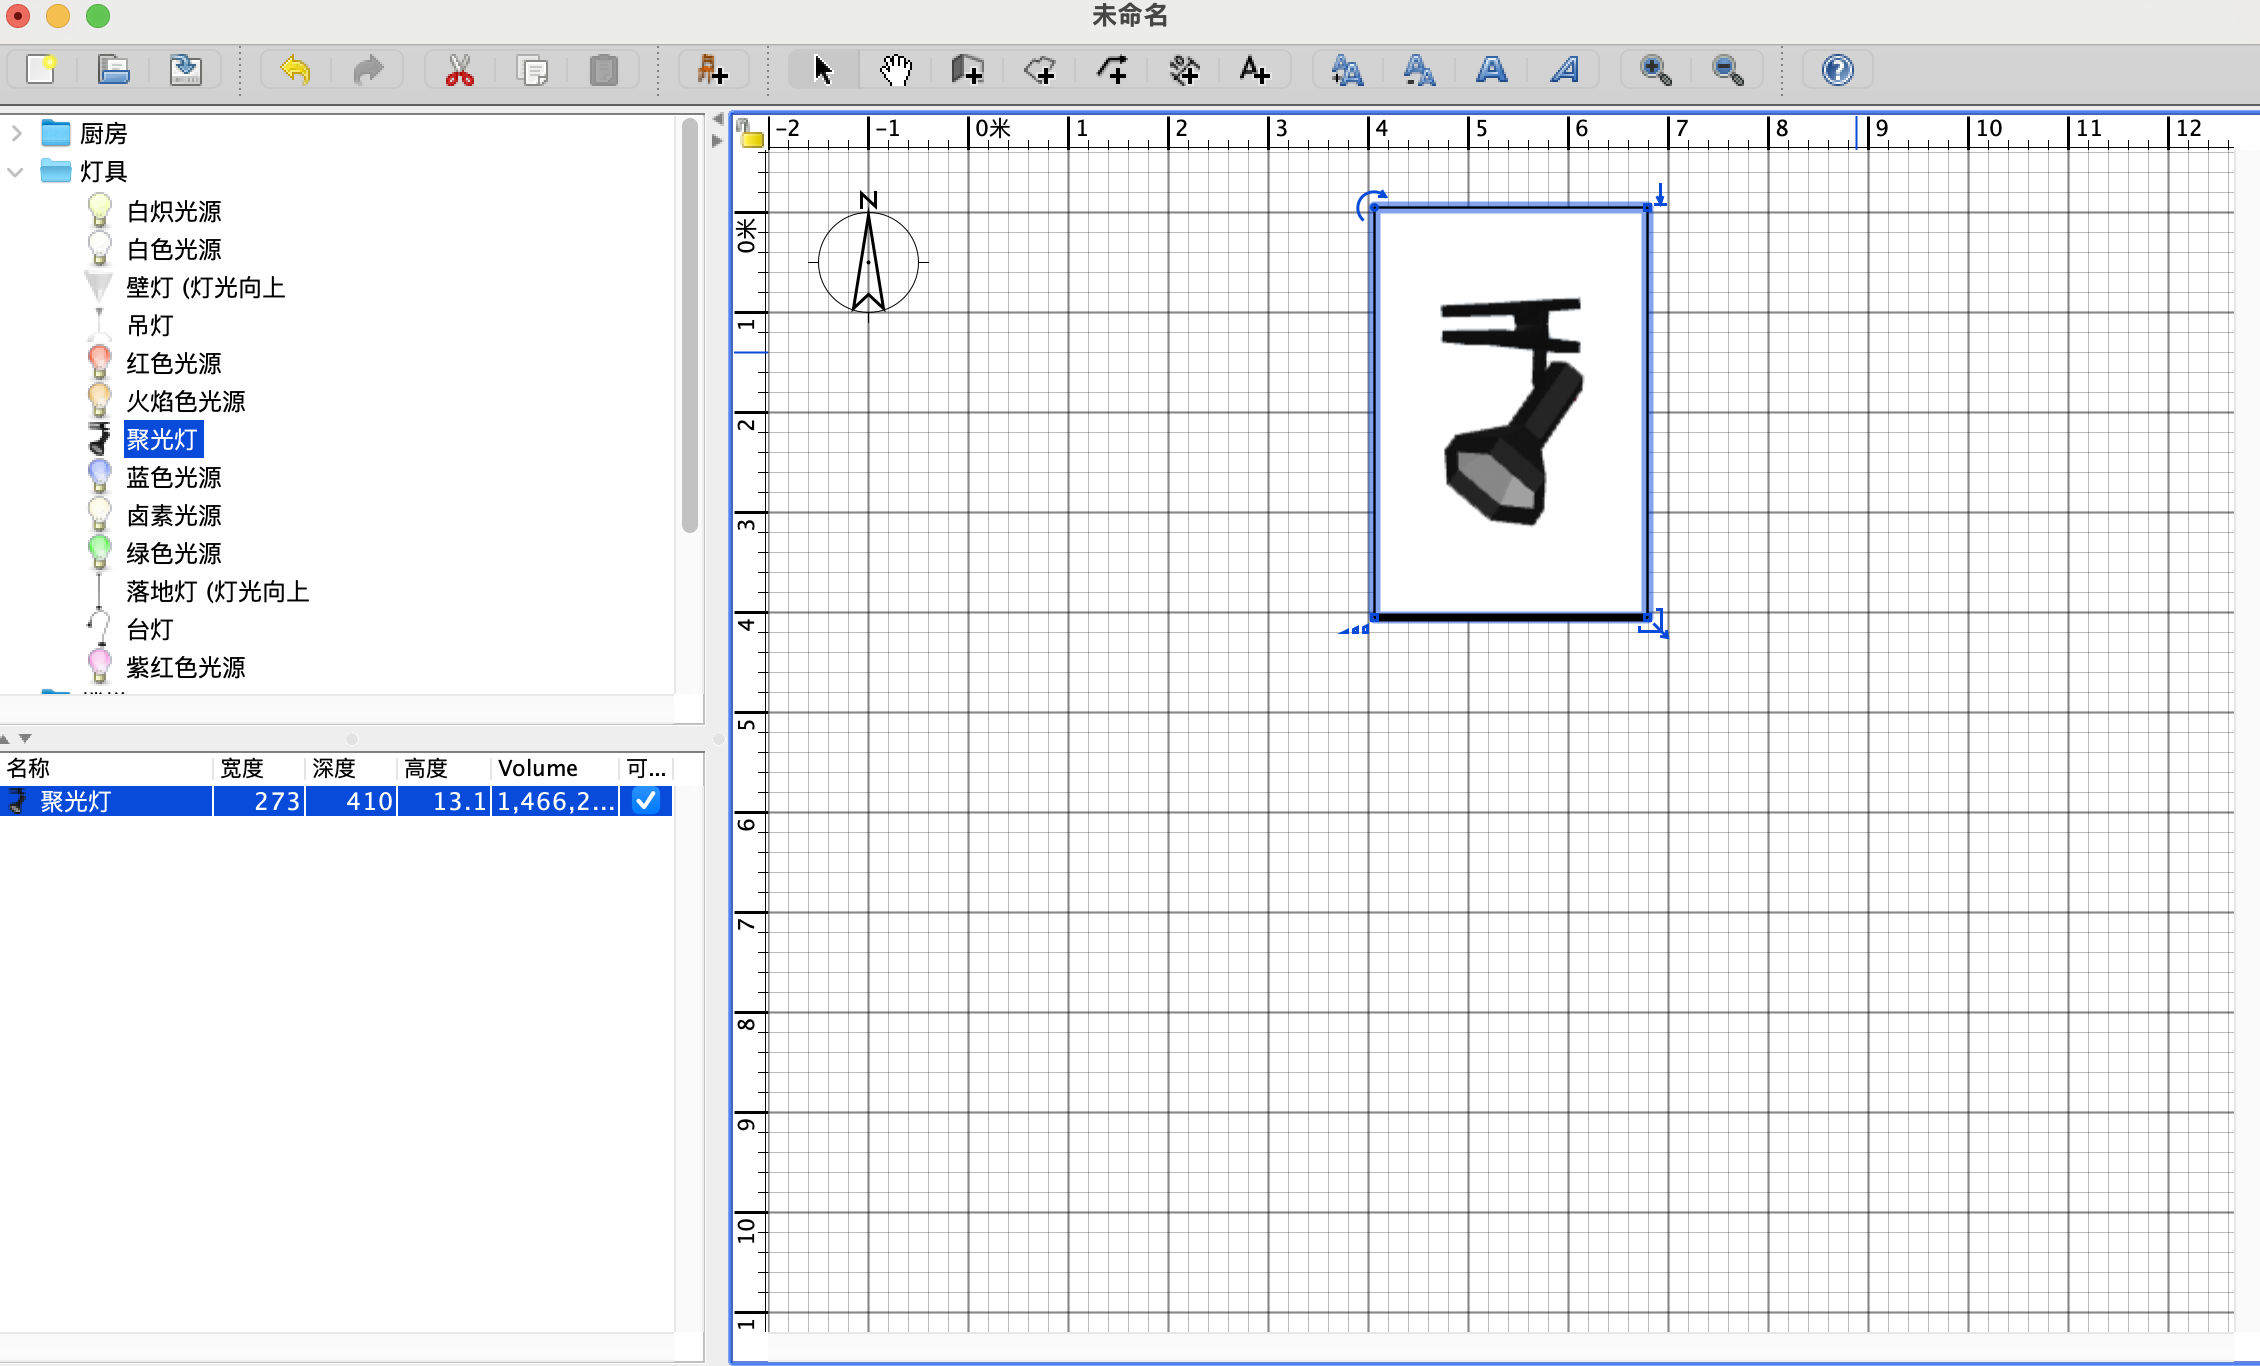 未命名
厨房
灯具
白炽光源
白色光源
壁灯 (灯光向上
吊灯
红色光源
火焰色光源
聚光灯
蓝色光源
卤素光源
绿色光源
落地灯 (灯光向上
台灯
紫红色光源
名称 宽度 深度 高度 Volume 可...
聚光灯 273 410 13.1 1,466,2...
-2 -1 0米 1 2 3 4 5 6 7 8 9 10 11 12
N
0米
1
2
3
4
5
6
7
8
9
10
1